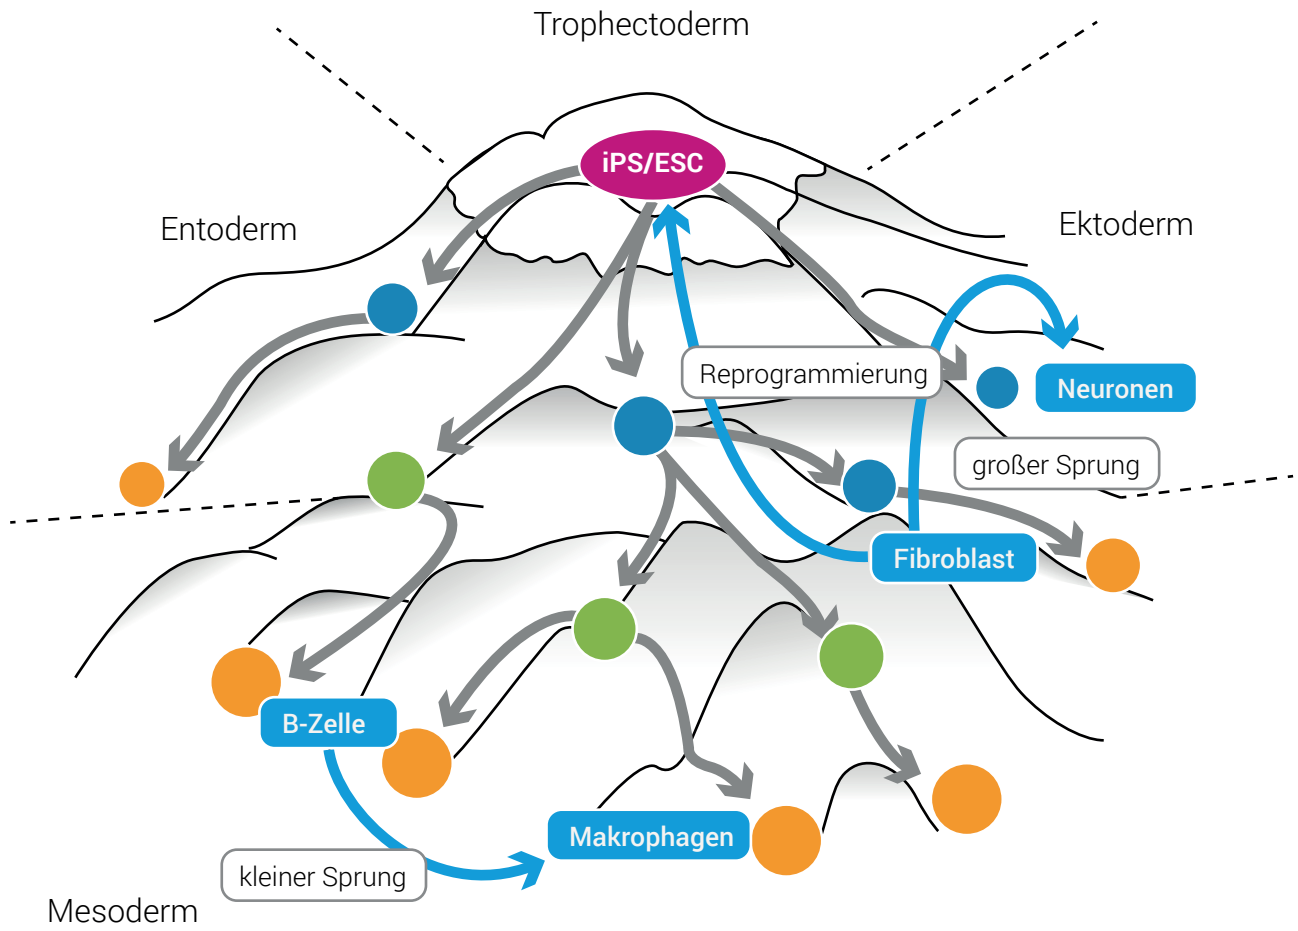 Trophectoderm
iPS/ESC
Entoderm
Ektoderm
Reprogrammierung
Neuronen
großer Sprung
Fibroblast
B-Zelle
Makrophagen
kleiner Sprung
Mesoderm